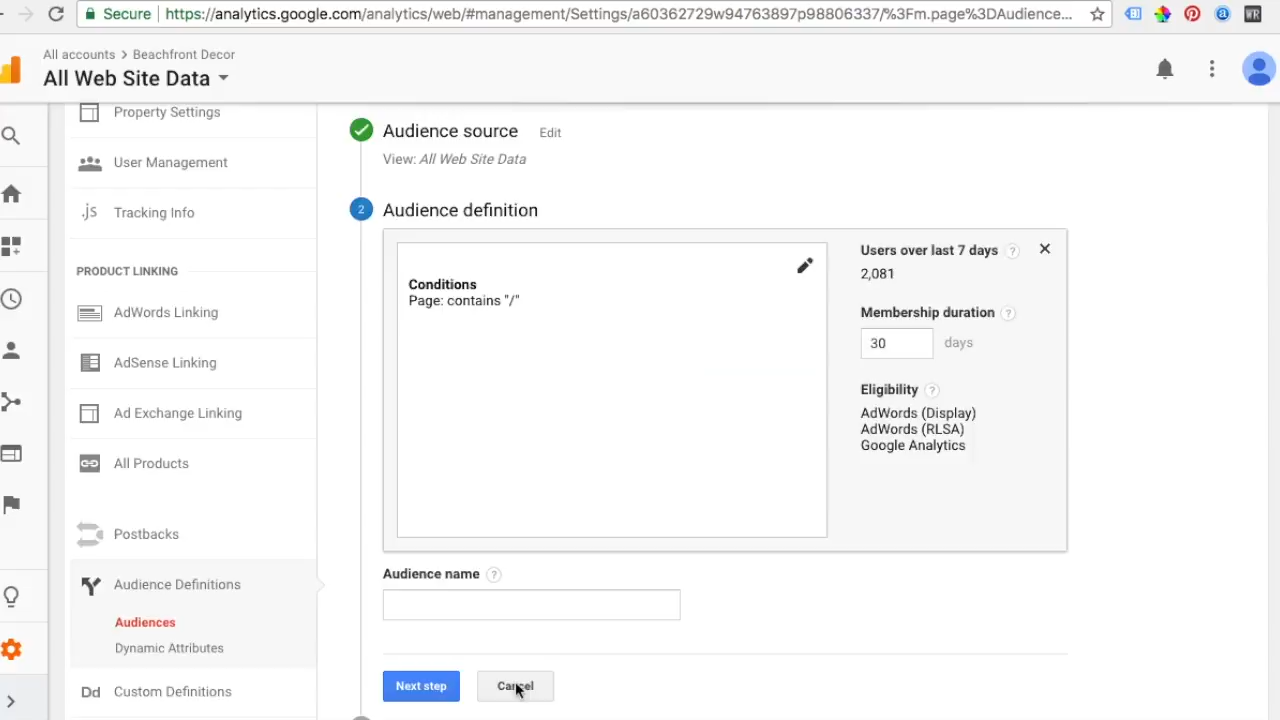 Secure https://analytics.google.com/analytics/web/#management/Settings/a60362729w94763897p98806337/%3Fm.page%3DAudience...
All accounts > Beachfront Decor
All Web Site Data
Property Settings
User Management
.js Tracking Info
PRODUCT LINKING
AdWords Linking
AdSense Linking
Ad Exchange Linking
All Products
Postbacks
Audience Definitions
Audiences
Dynamic Attributes
Dd Custom Definitions
Audience source Edit
View: All Web Site Data
2 Audience definition
Conditions
Page: contains "/"
Users over last 7 days ?
2,081
Membership duration ?
30 days
Eligibility ?
AdWords (Display)
AdWords (RLSA)
Google Analytics
Audience name ?
Next step Cancel